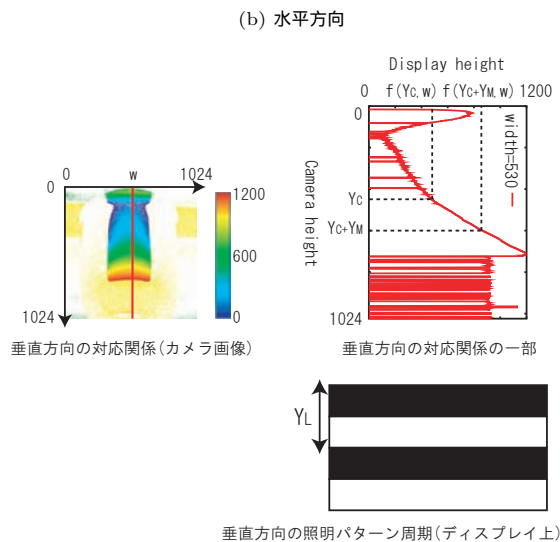 (b) 水平方向
Display height
0 f(Yc,w) f(Yc+YM,w) 1200
0
width=530
Camera height
Yc
Yc+YM
1024
0 w 1024
1200
600
0
1024
垂直方向の対応関係(カメラ画像)
垂直方向の対応関係の一部
YL
垂直方向の照明パターン周期(ディスプレイ上)